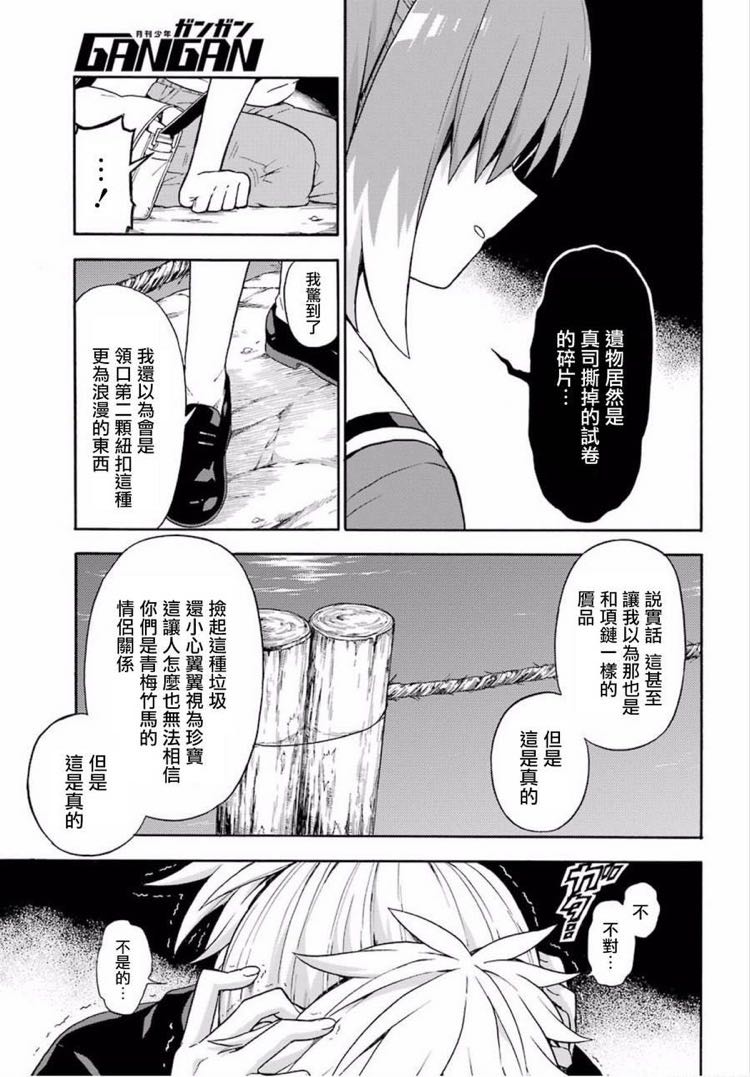 月刊少年
ガンガン
GANGAN
遺物居然是
真司撕掉的試卷
的碎片…
…！
我驚到了
我還以為會是
領口第二顆紐扣這種
更為浪漫的東西
説實話 這甚至
讓我以為那也是
和項鏈一樣的
贗品
但是
這是真的
撿起這種垃圾
還小心翼翼視為珍寶
這讓人怎麼也無法相信
你們是青梅竹馬的
情侶關係
但是
這是真的
ガタガタ
不
不對…
不是的…